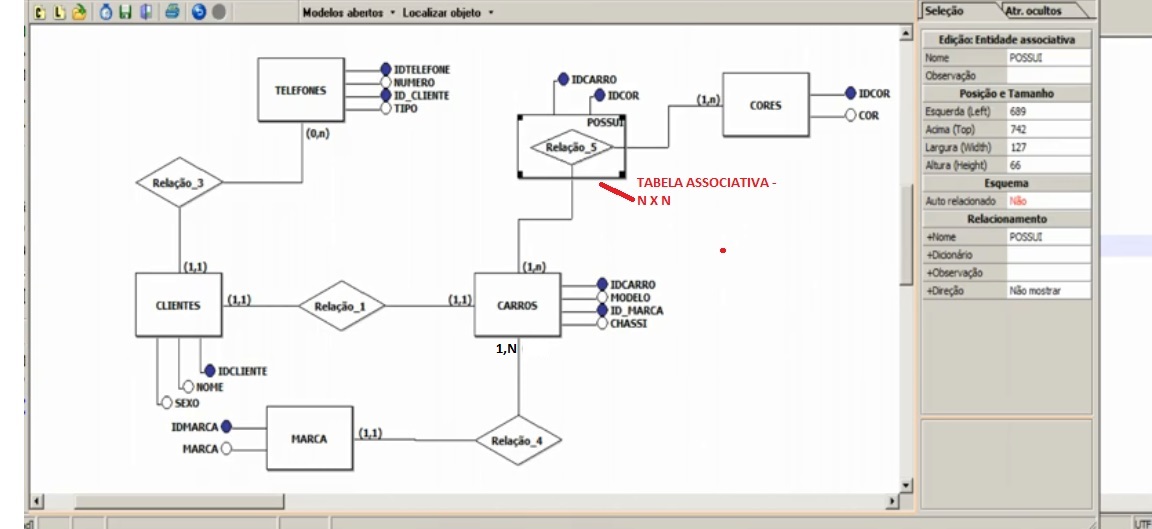 Modelos abertos Localizar objeto
Seleção Atr. ocultos
IDTELEFONE
NUMERO
ID_CLIENTE
TIPO
TELEFONES
(0,n)
Relação_3
(1,1)
IDCARRO
IDCOR
POSSUI
Relação_5
(1,n)
CORES
IDCOR
COR
TABELA ASSOCIATIVA -
N X N
CLIENTES
(1,1)
Relação_1
(1,1)
(1,n)
CARROS
IDCARRO
MODELO
ID_MARCA
CHASSI
1,N
IDCLIENTE
NOME
SEXO
IDMARCA
MARCA
MARCA
(1,1)
Relação_4
Edição: Entidade associativa
Nome POSSUI
Observação
Posição e Tamanho
Esquerda (Left) 689
Acima (Top) 742
Largura (Width) 127
Altura (Height) 66
Esquema
Auto relacionado Não
Relacionamento
+Nome POSSUI
+Dicionário
+Observação
+Direção Não mostrar
UTF